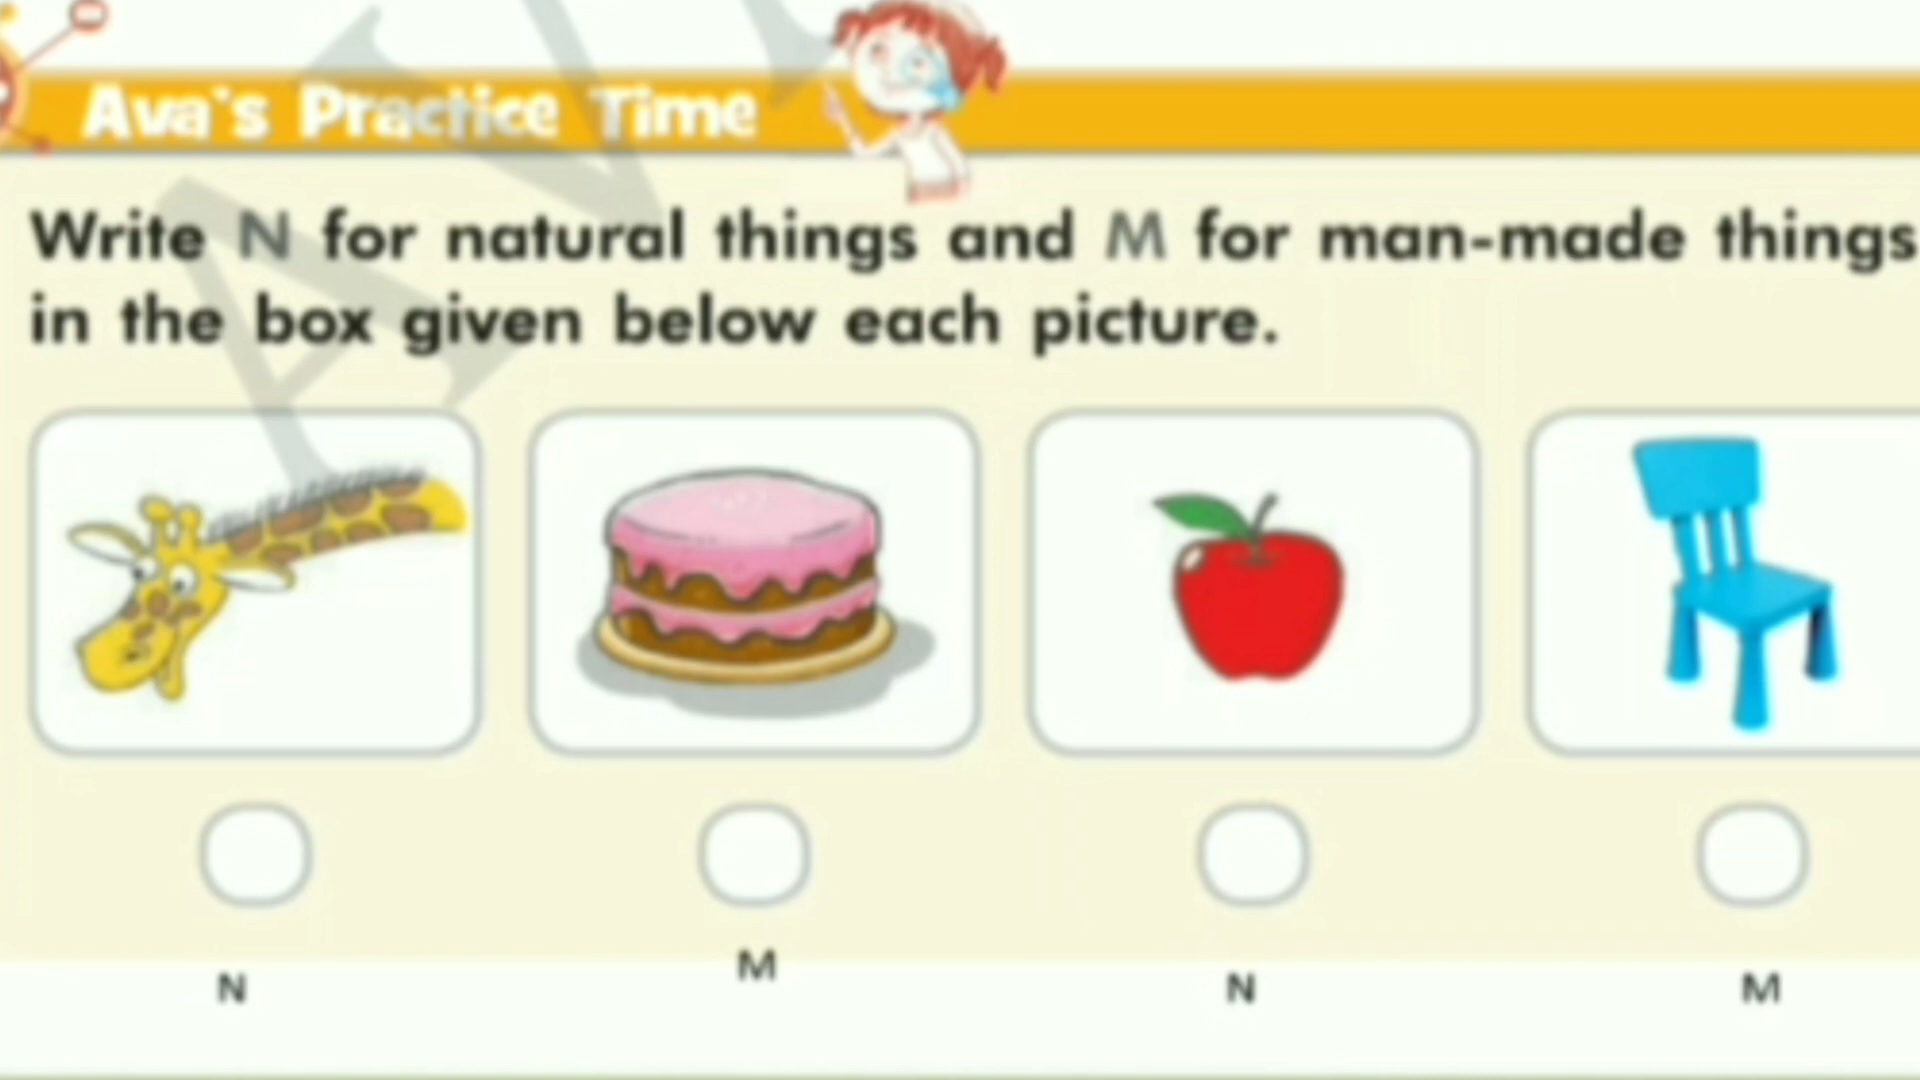 Ava's Practice Time
Write N for natural things and M for man-made things
in the box given below each picture.
N M N M